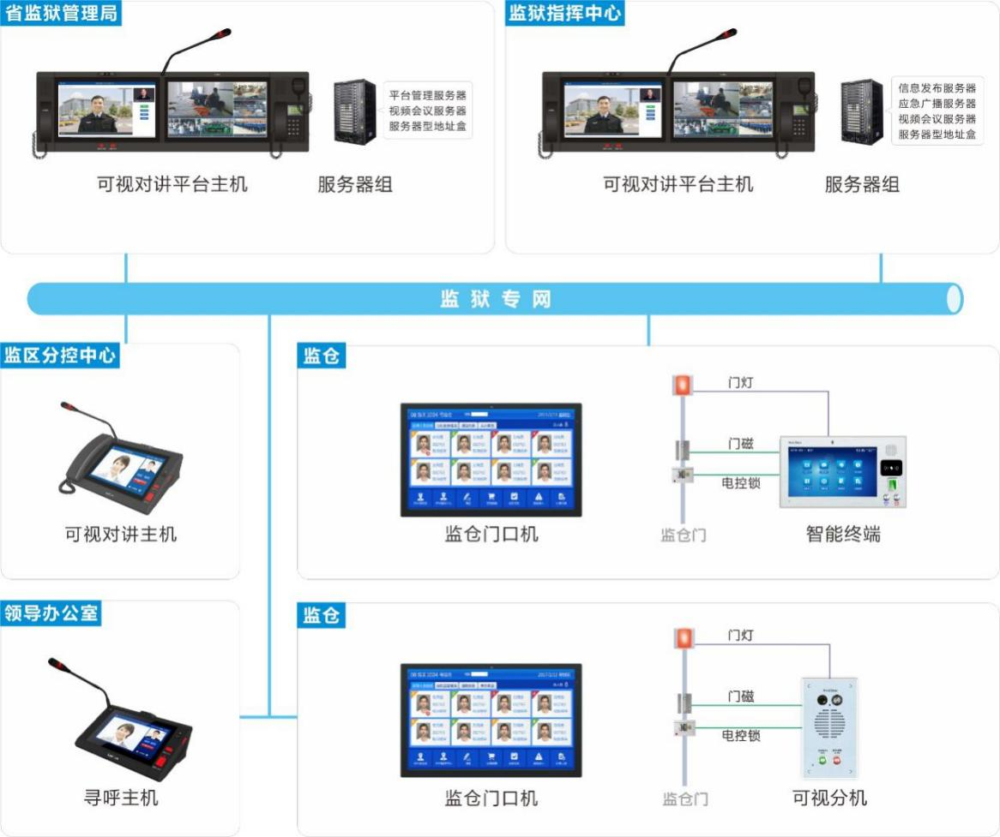 省监狱管理局
平台管理服务器
视频会议服务器
服务器型地址盒
可视对讲平台主机
服务器组
监狱指挥中心
信息发布服务器
应急广播服务器
视频会议服务器
服务器型地址盒
可视对讲平台主机
服务器组
监狱专网
监区分控中心
可视对讲主机
监仓
门灯
门磁
电控锁
监仓门口机
监仓门
智能终端
领导办公室
寻呼主机
监仓
门灯
门磁
电控锁
监仓门口机
监仓门
可视分机